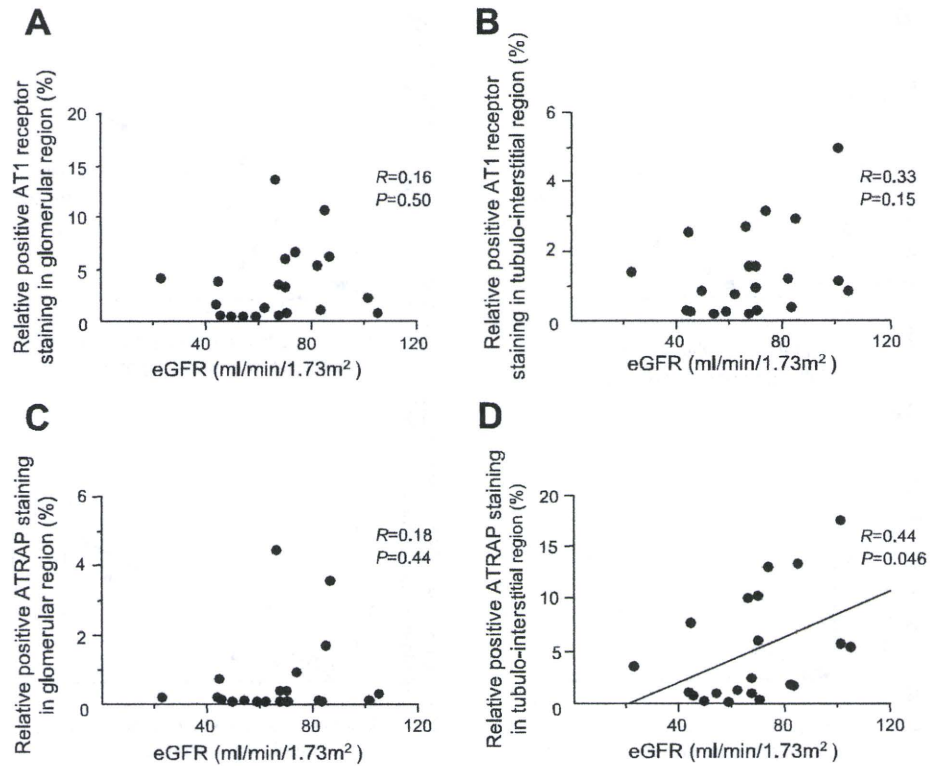 A
Relative positive AT1 receptor
staining in glomerular region (%)
20
15
10
5
0
40
80
120
eGFR (ml/min/1.73m²)
R=0.16
P=0.50
B
Relative positive AT1 receptor
staining in tubulo-interstitial region (%)
6
4
2
0
40
80
120
eGFR (ml/min/1.73m²)
R=0.33
P=0.15
C
Relative positive ATRAP staining
in glomerular region (%)
6
4
2
0
40
80
120
eGFR (ml/min/1.73m²)
R=0.18
P=0.44
D
Relative positive ATRAP staining
in tubulo-interstitial region (%)
20
15
10
5
0
40
80
120
eGFR (ml/min/1.73m²)
R=0.44
P=0.046